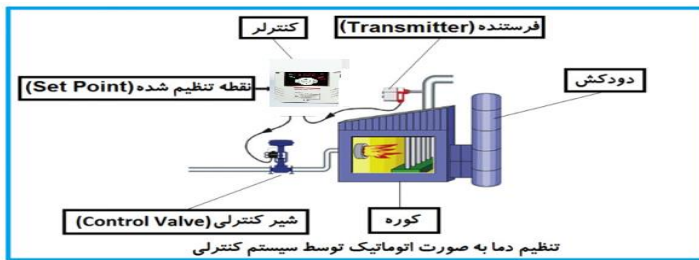 فرستنده (Transmitter)
کنترلر
دودکش
نقطه تنظیم شده (Set Point)
شیر کنترلی (Control Valve)
کوره
تنظیم دما به صورت اتوماتیک توسط سیستم کنترلی